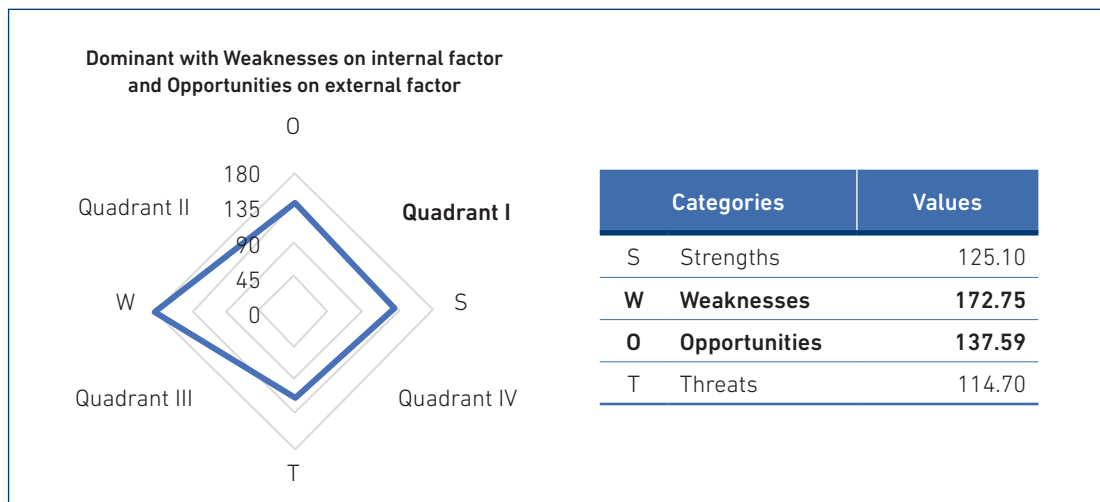 Dominant with Weaknesses on internal factor
and Opportunities on external factor
O
180
Quadrant II
135
Quadrant I
90
45
W
0
S
Quadrant III
Quadrant IV
T
Categories Values
S Strengths 125.10
W Weaknesses 172.75
O Opportunities 137.59
T Threats 114.70